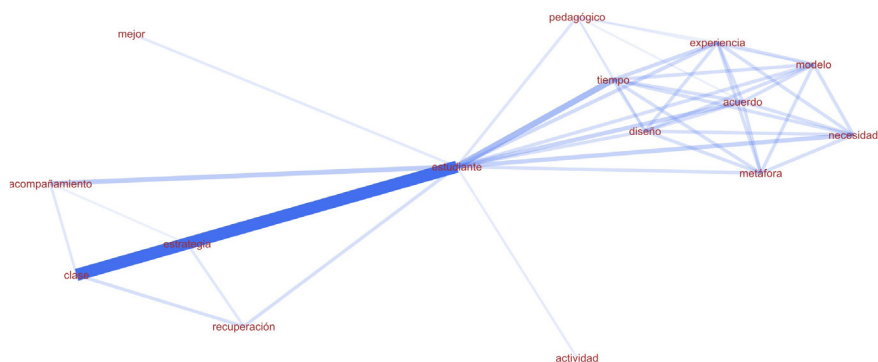 pedagógico
mejor
experiencia
modelo
tiempo
acuerdo
diseño
necesidad
estudiante
metáfora
acompañamiento
estrategia
clase
recuperación
actividad